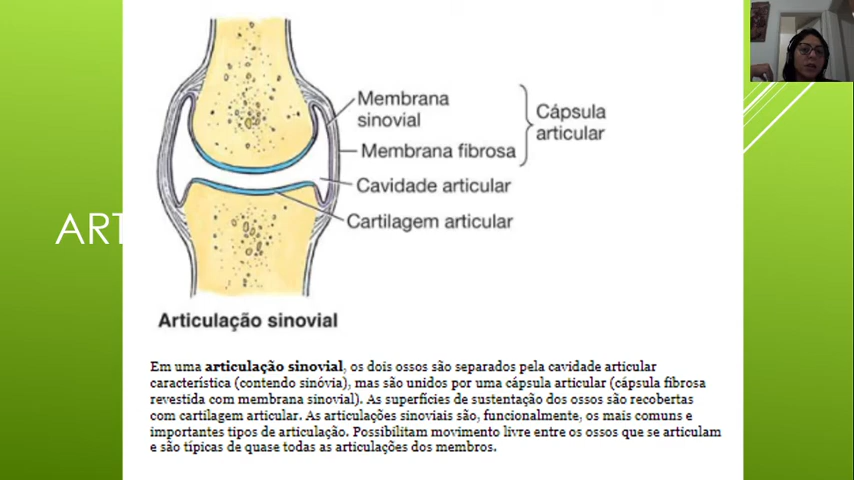 Membrana
sinovial
Cápsula
articular
Membrana fibrosa
Cavidade articular
Cartilagem articular
ART
Articulação sinovial
Em uma articulação sinovial, os dois ossos são separados pela cavidade articular
característica (contendo sinóvia), mas são unidos por uma cápsula articular (cápsula fibrosa
revestida com membrana sinovial). As superfícies de sustentação dos ossos são recobertas
com cartilagem articular. As articulações sinoviais são, funcionalmente, os mais comuns e
importantes tipos de articulação. Possibilitam movimento livre entre os ossos que se articulam
e são típicas de quase todas as articulações dos membros.